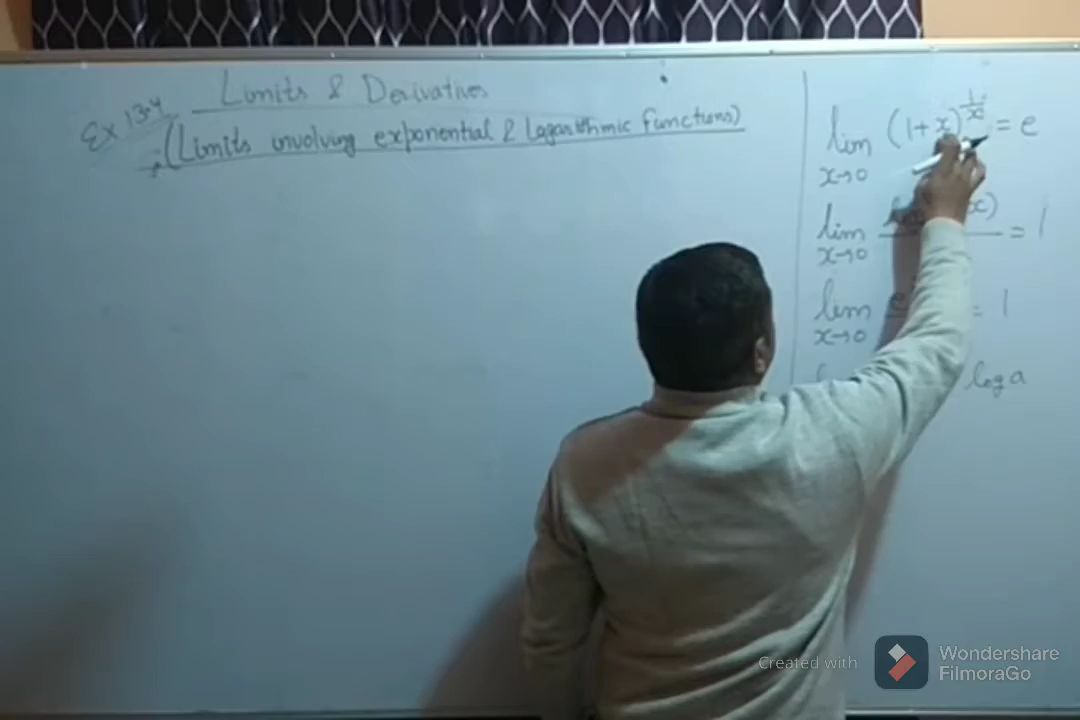 Limits & Derivatives
Ex 13.4
(Limits involving exponential & Logarithmic functions)
lim (1+x)^{1/x} = e
x→0
lim x) = 1
x→0
lim e = 1
x→0
log a
Created with Wondershare FilmoraGo